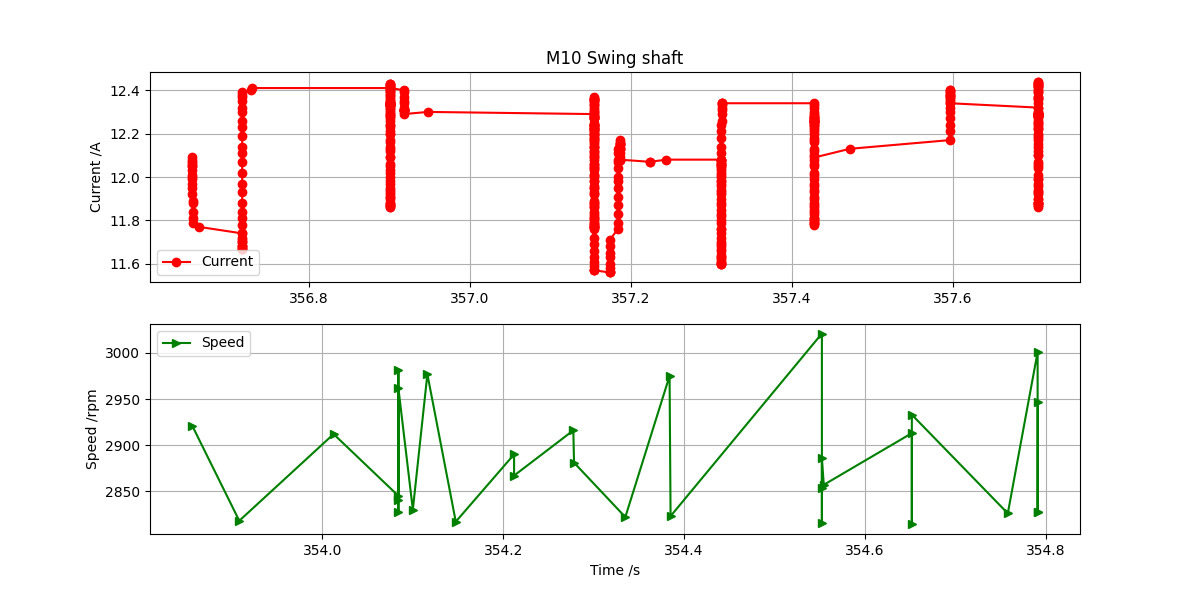 M10 Swing shaft
Current /A
12.4
12.2
12.0
11.8
11.6
Current
356.8 357.0 357.2 357.4 357.6
Speed /rpm
3000
2950
2900
2850
Speed
354.0 354.2 354.4 354.6 354.8
Time /s